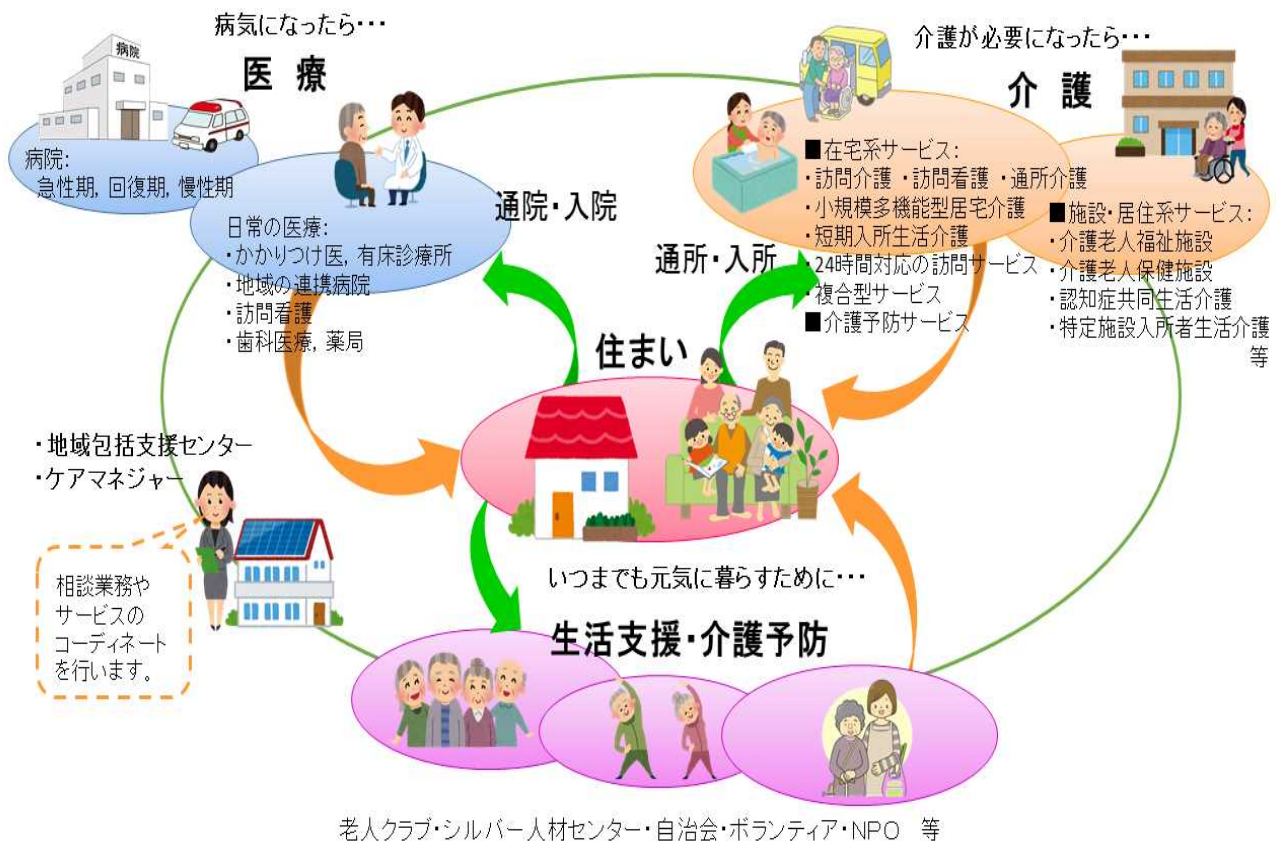 病気になったら･･･
医 療
病院
病院:
急性期, 回復期, 慢性期
日常の医療:
・かかりつけ医, 有床診療所
・地域の連携病院
・訪問看護
・歯科医療, 薬局
通院・入院
介護が必要になったら･･･
介 護
■在宅系サービス:
・訪問介護 ・訪問看護 ・通所介護
・小規模多機能型居宅介護
・短期入所生活介護
・24時間対応の訪問サービス
・複合型サービス
■介護予防サービス
■施設・居住系サービス:
・介護老人福祉施設
・介護老人保健施設
・認知症共同生活介護
・特定施設入所者生活介護
等
通所・入所
住まい
・地域包括支援センター
・ケアマネジャー
相談業務や
サービスの
コーディネート
を行います。
いつまでも元気に暮らすために･･･
生活支援・介護予防
老人クラブ・シルバー人材センター・自治会・ボランティア・NPO 等